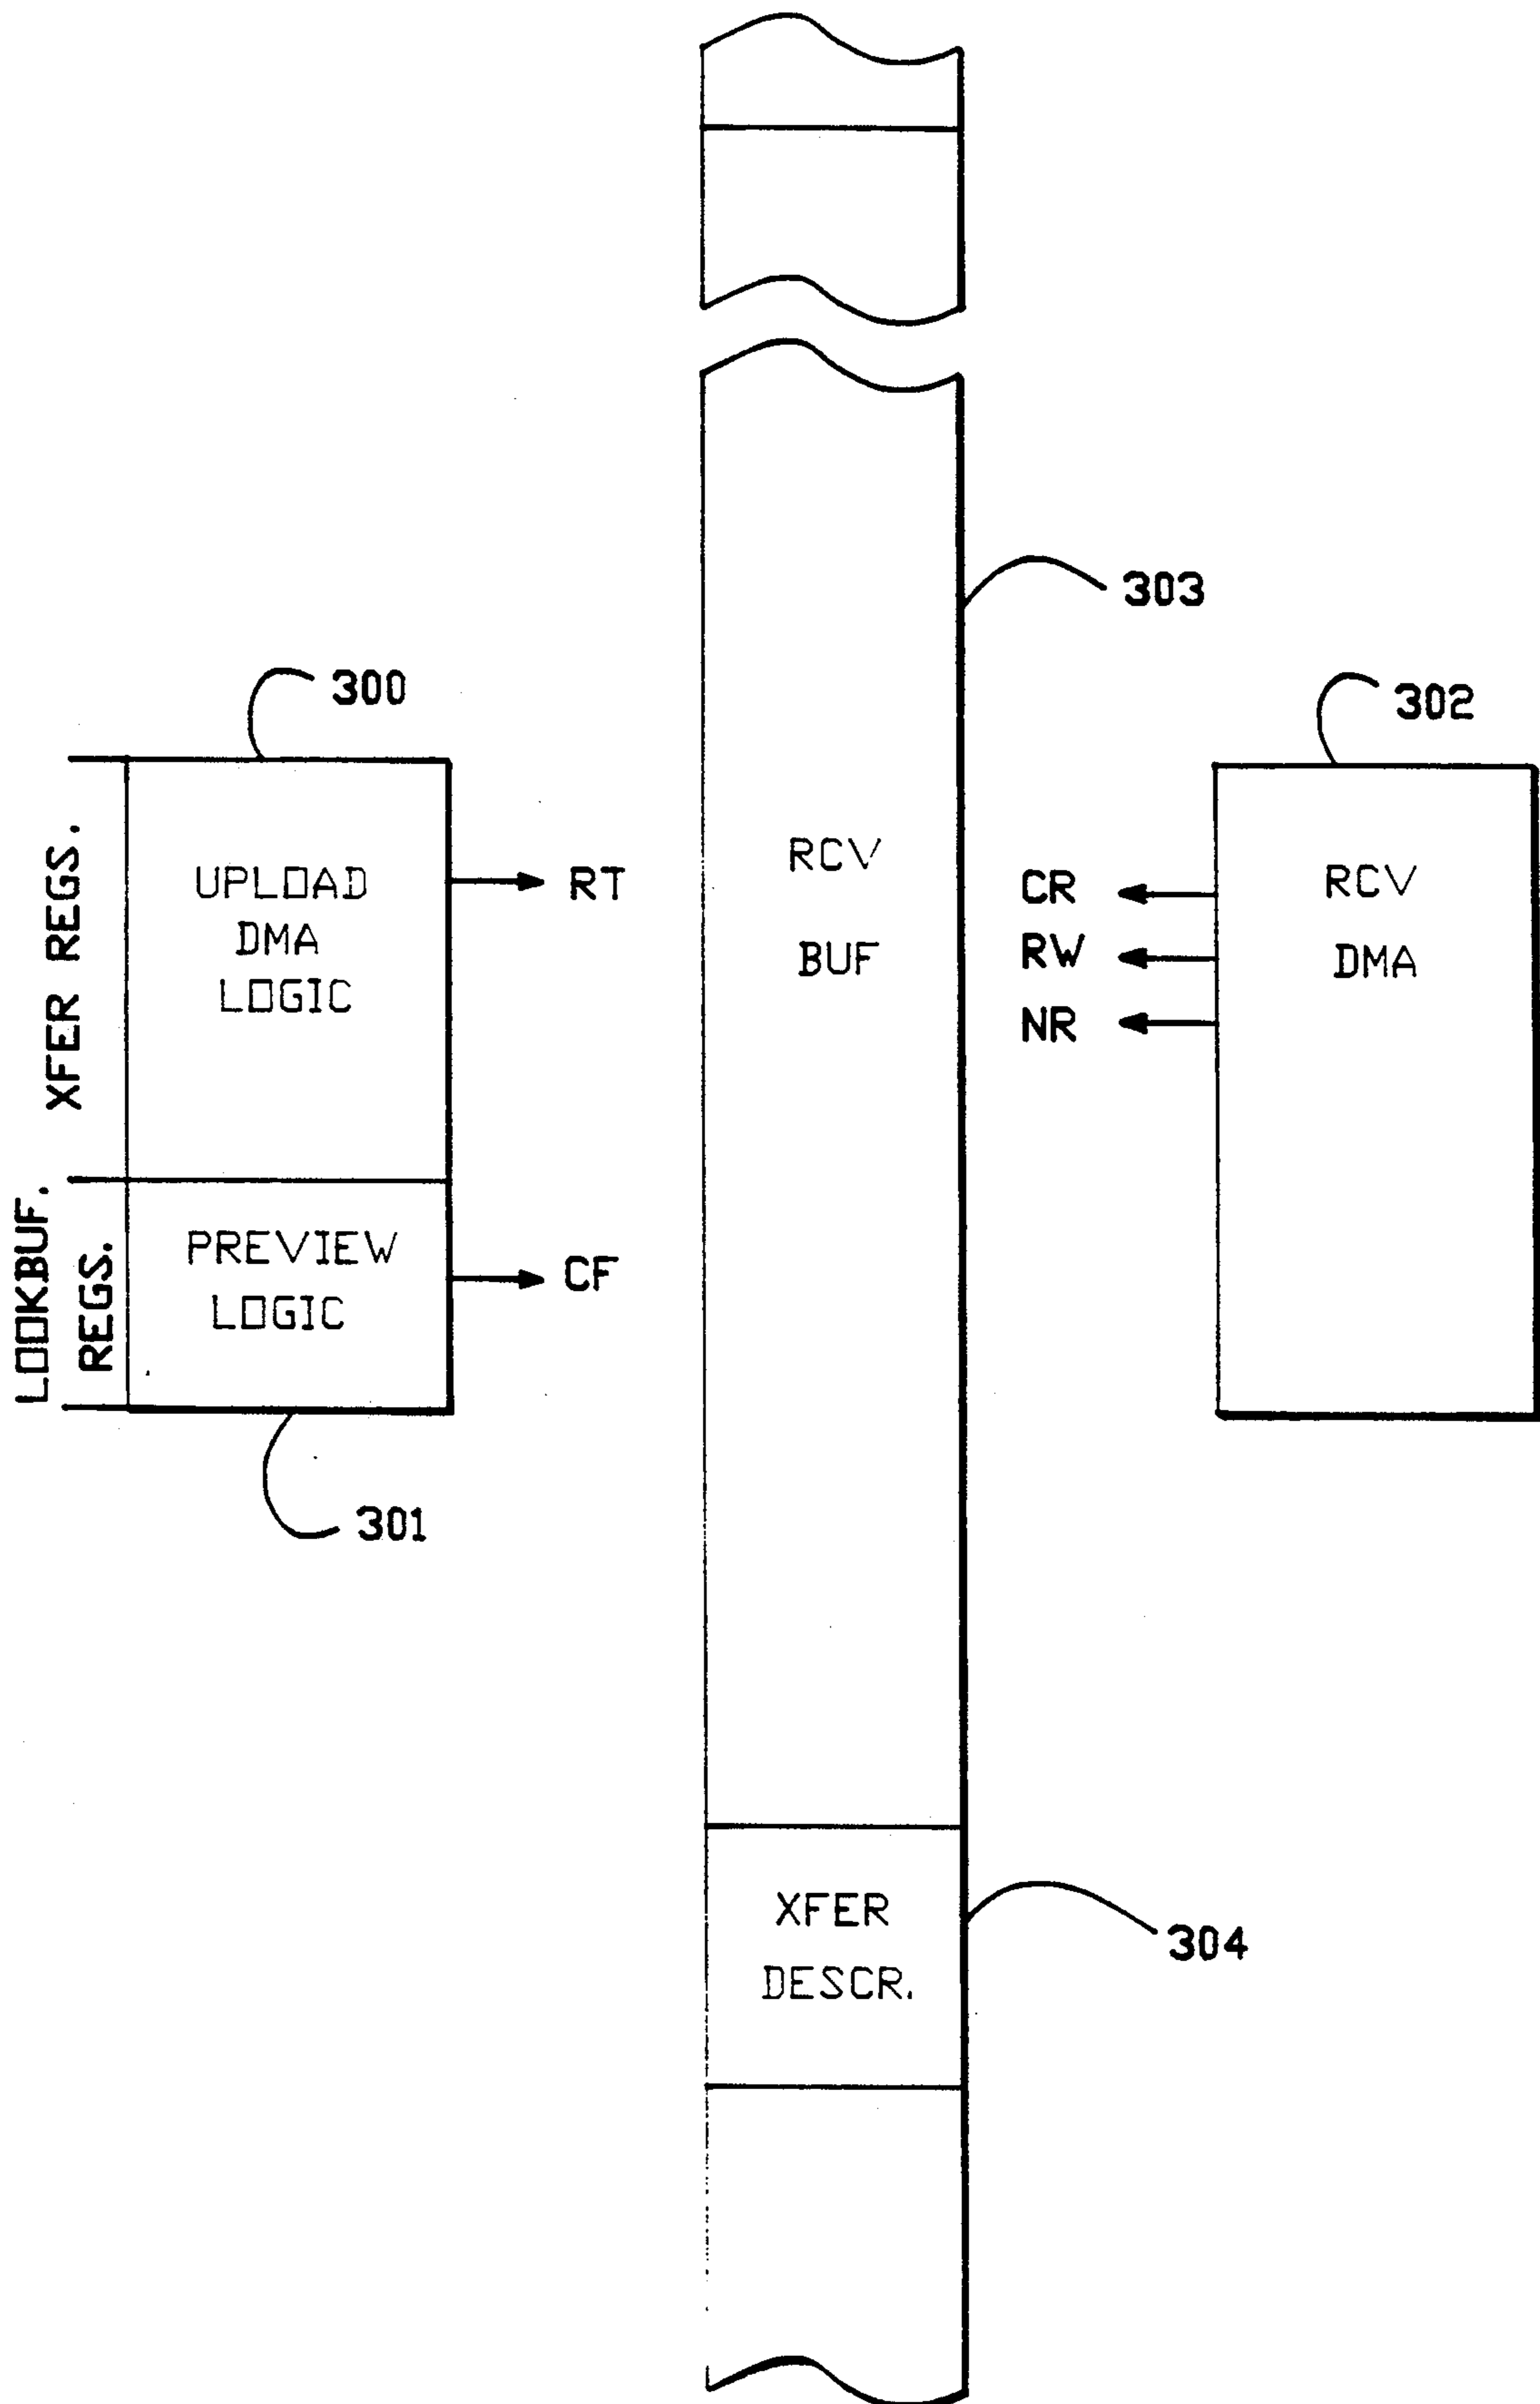 303
300
302
XFER REGS.
UPLOAD
DMA
LOGIC
RT
RCV
BUF
CR
RW
NR
RCV
DMA
LOOKBUF.
REGS.
PREVIEW
LOGIC
CF
301
XFER
DESCR.
304